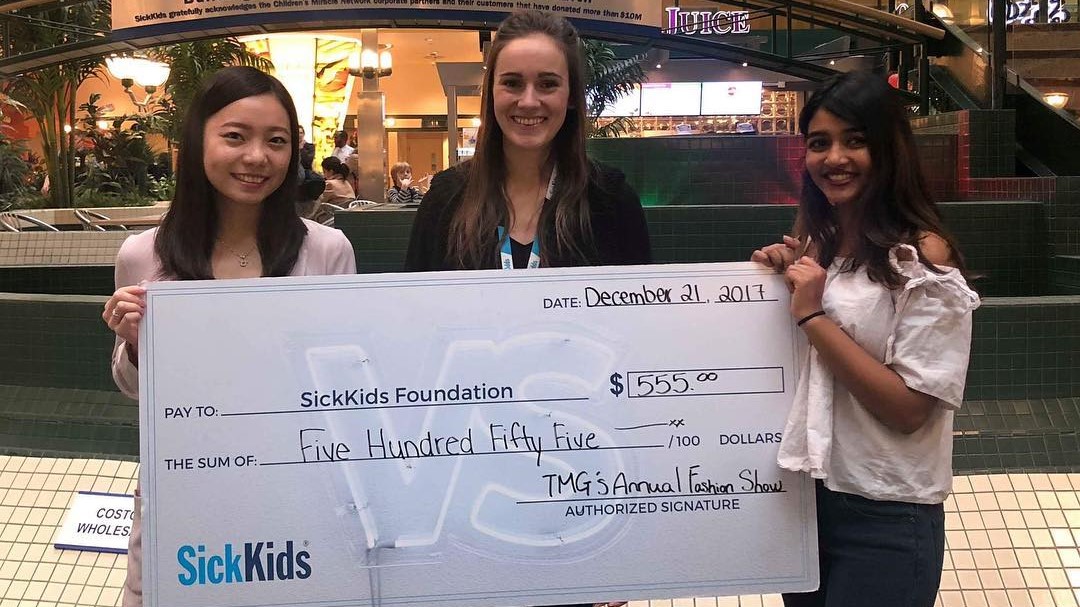 SickKids gratefully acknowledges the Children's Miracle Network corporate partners and their customers that have donated more than $10M
JUICE
DATE: December 21, 2017
VS
PAY TO: SickKids Foundation $ 555.00
THE SUM OF: Five Hundred Fifty Five xx/100 DOLLARS
TMG's Annual Fashion Show
AUTHORIZED SIGNATURE
SickKids
COSTCO
WHOLES